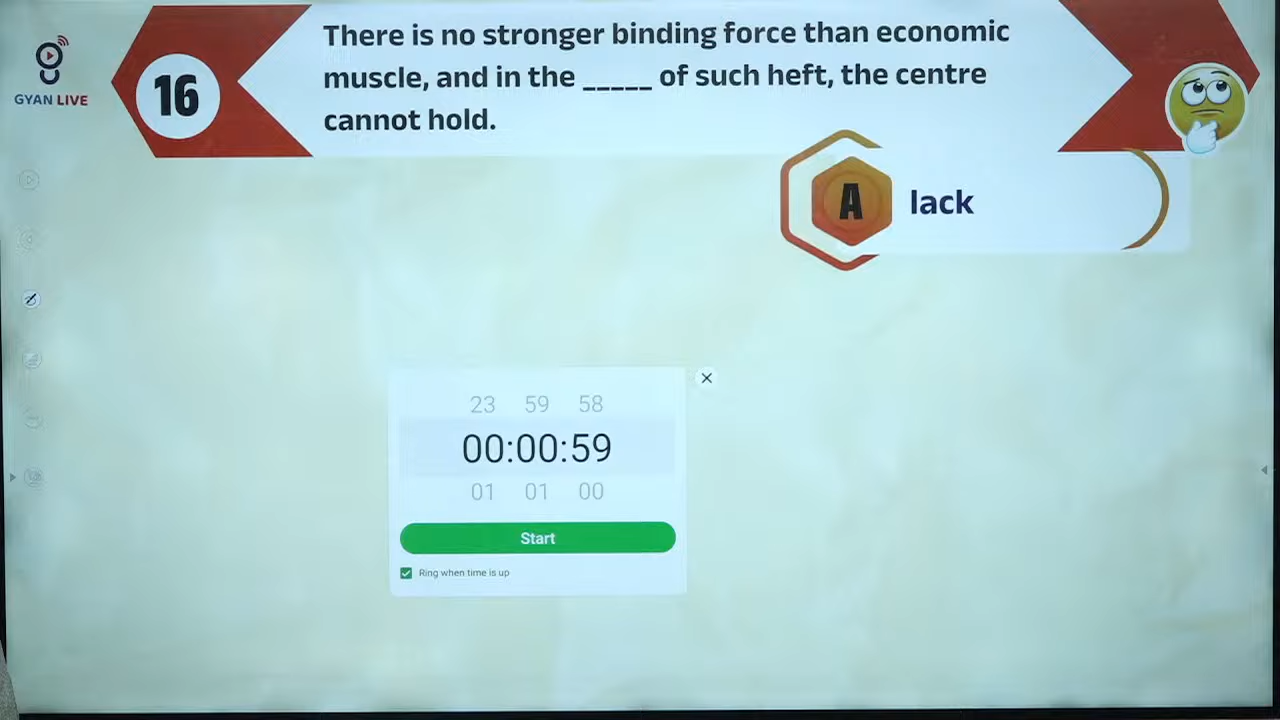 There is no stronger binding force than economic
muscle, and in the _____ of such heft, the centre
cannot hold.
16
GYAN LIVE
A lack
23 59 58
00:00:59
01 01 00
Start
Ring when time is up